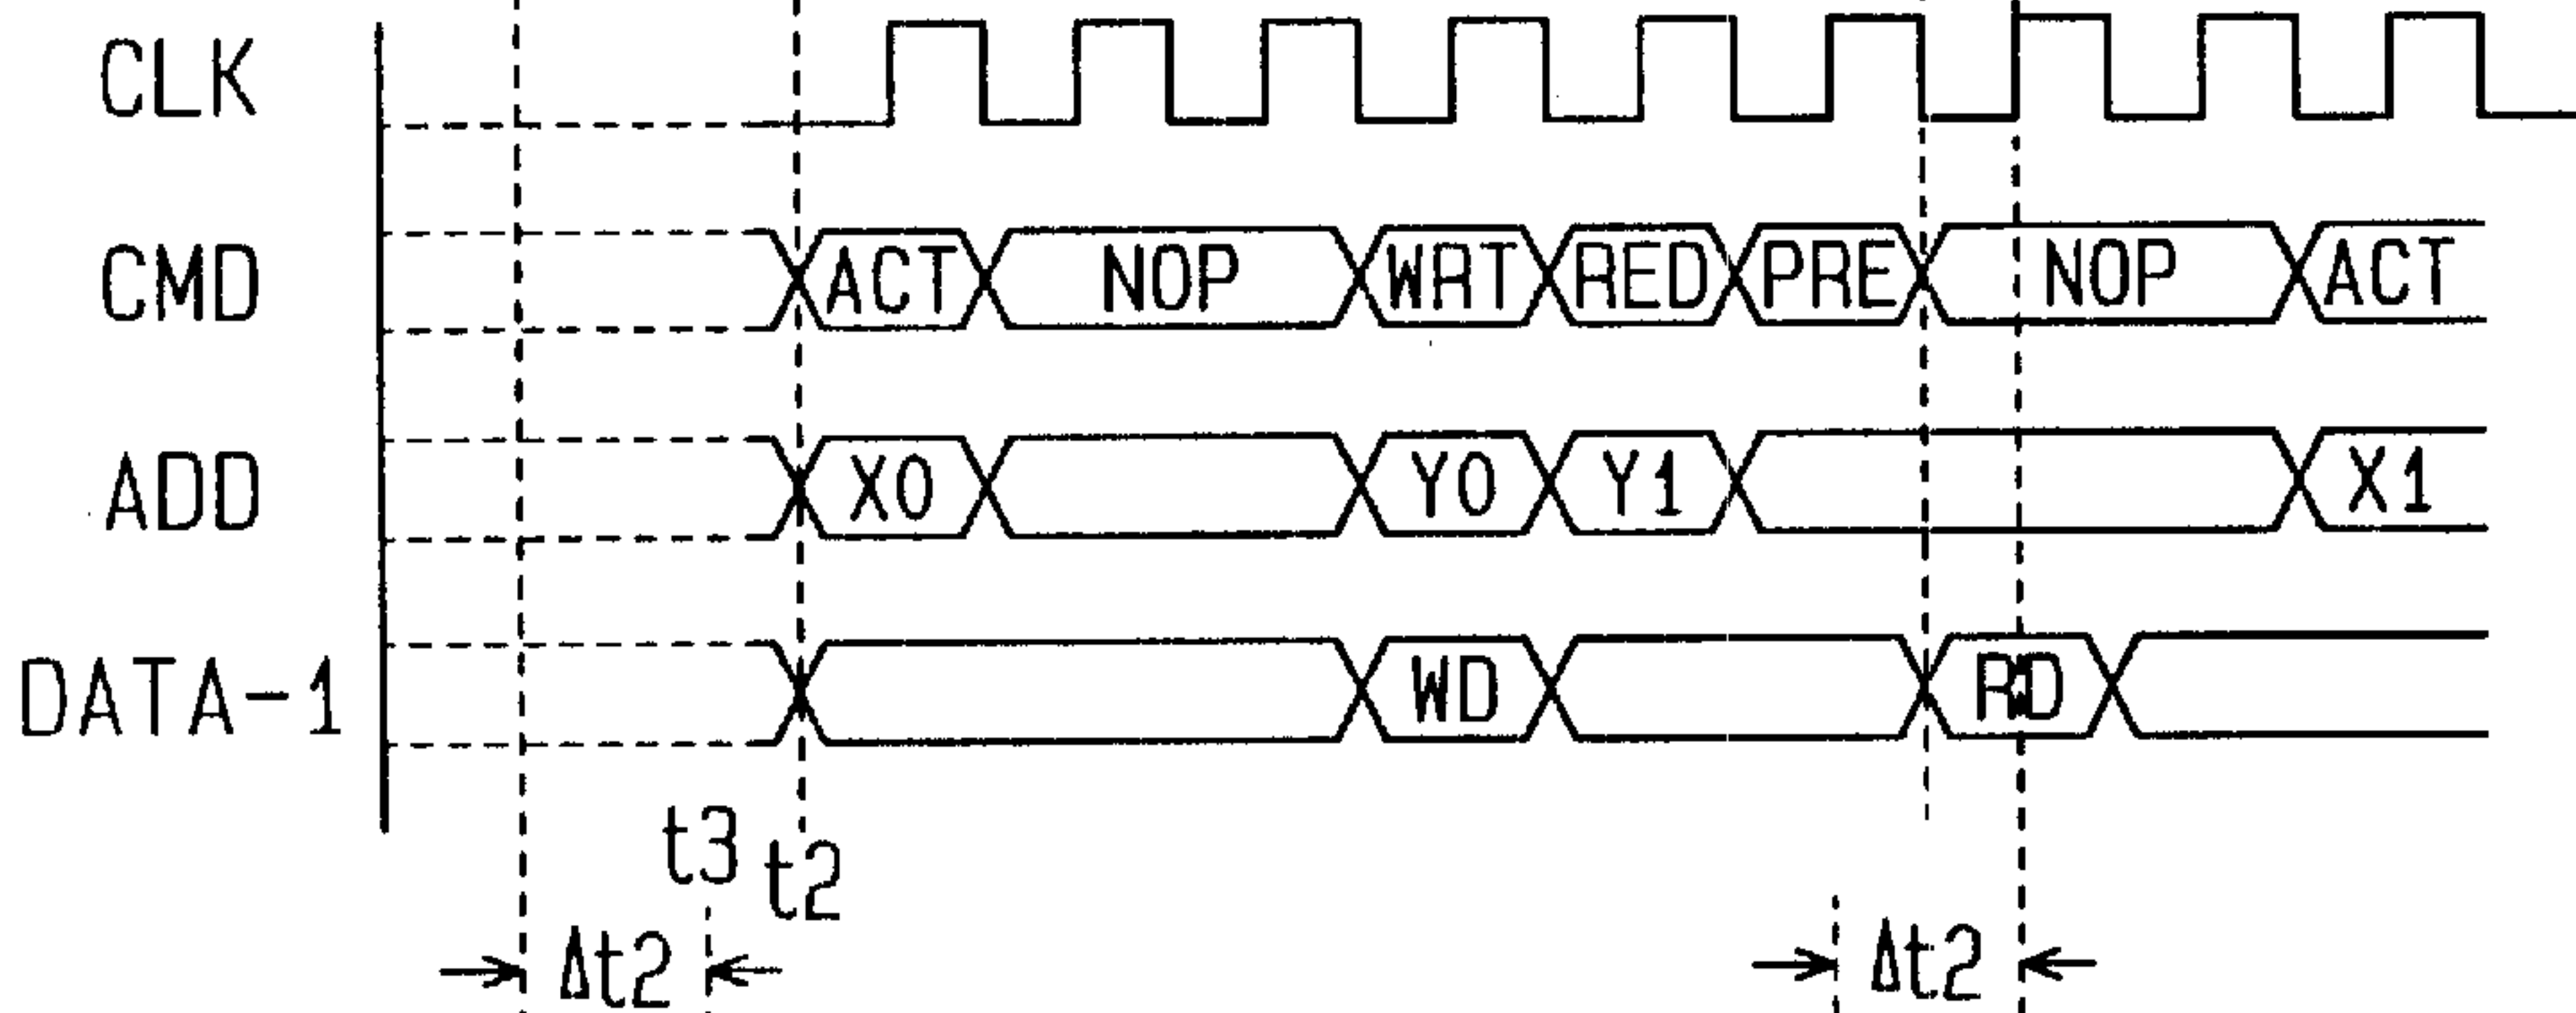 CLK
CMD ACT NOP WRT RED PRE NOP ACT
ADD X0 Y0 Y1 X1
DATA-1 WD RD
t3 t2
Δt2 Δt2